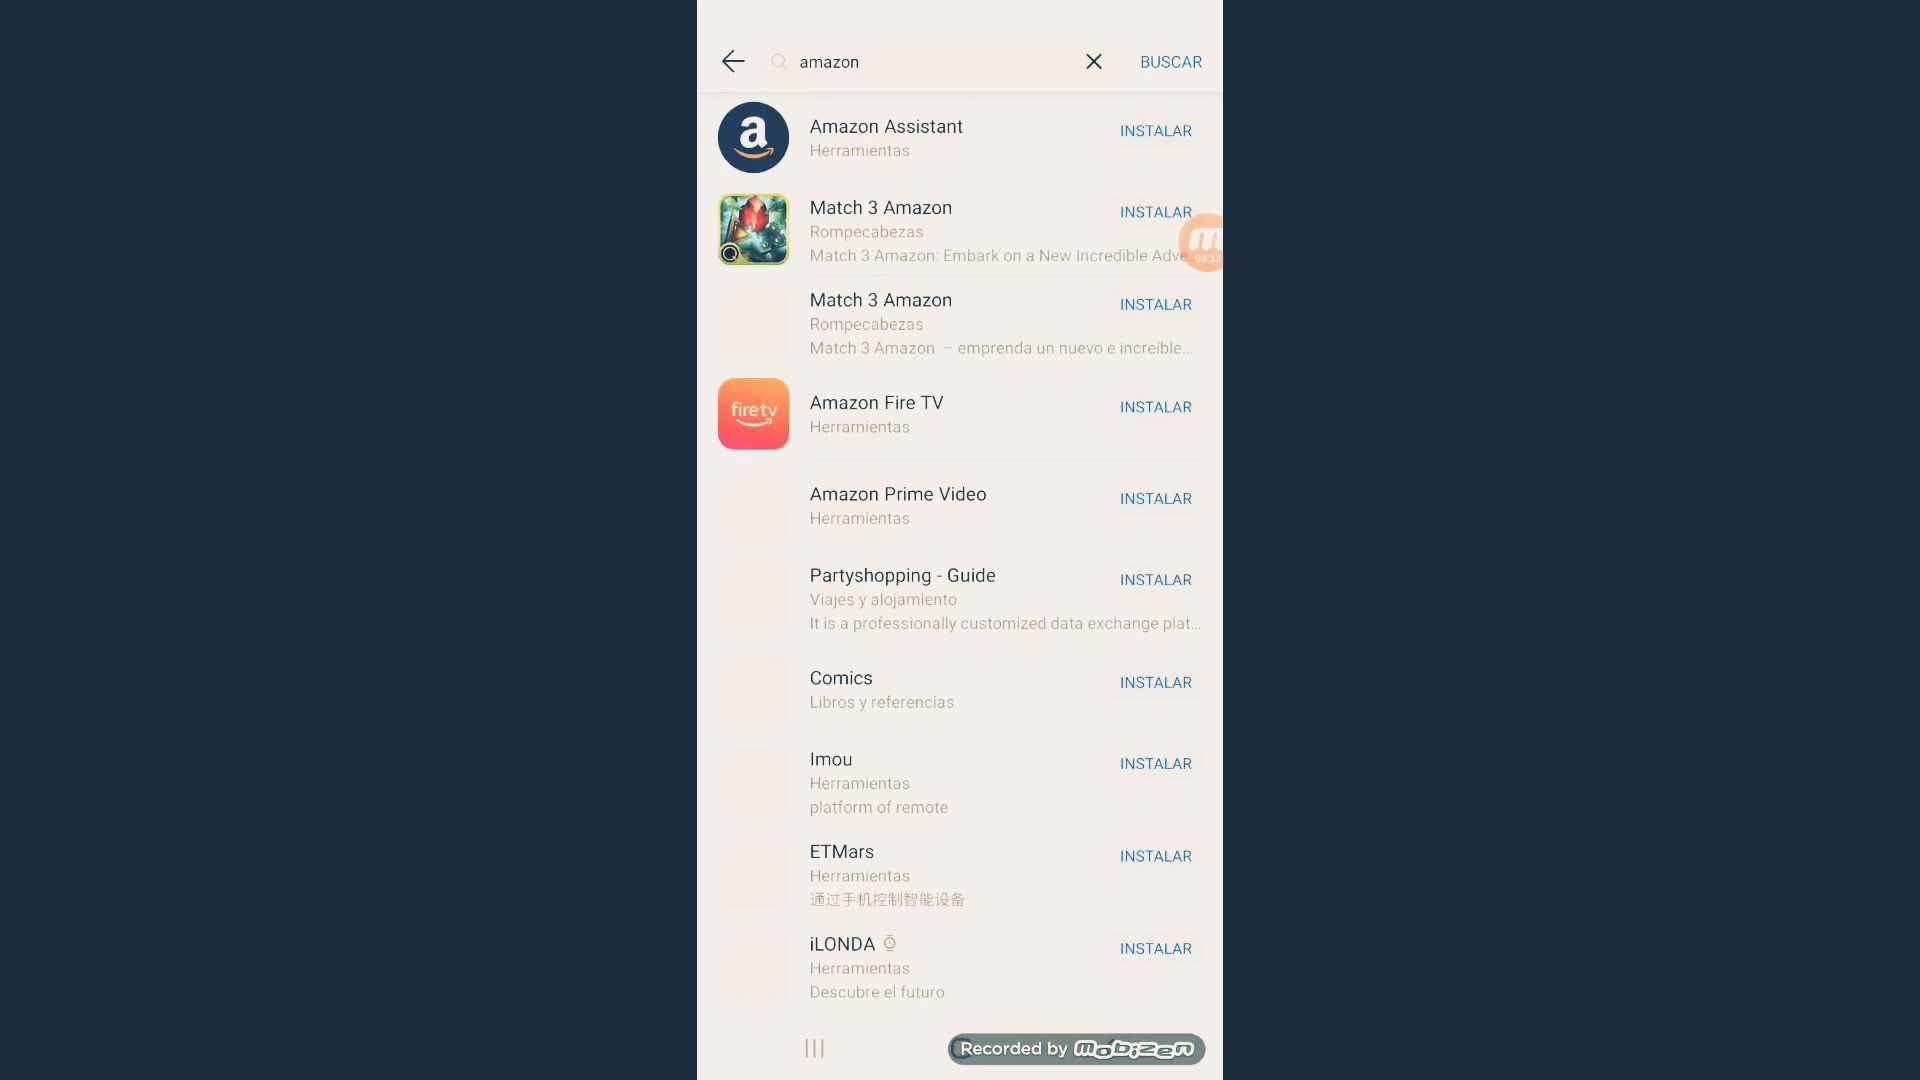 amazon
BUSCAR
a
Amazon Assistant
INSTALAR
Herramientas
Match 3 Amazon
INSTALAR
Rompecabezas
Match 3 Amazon: Embark on a New Incredible Adve...
03:33
Match 3 Amazon
INSTALAR
Rompecabezas
Match 3 Amazon – emprenda un nuevo e increíble...
fire tv
Amazon Fire TV
INSTALAR
Herramientas
Amazon Prime Video
INSTALAR
Herramientas
Partyshopping - Guide
INSTALAR
Viajes y alojamiento
It is a professionally customized data exchange plat...
Comics
INSTALAR
Libros y referencias
Imou
INSTALAR
Herramientas
platform of remote
ETMars
INSTALAR
Herramientas
通过手机控制智能设备
iLONDA
INSTALAR
Herramientas
Descubre el futuro
Recorded by mobizen